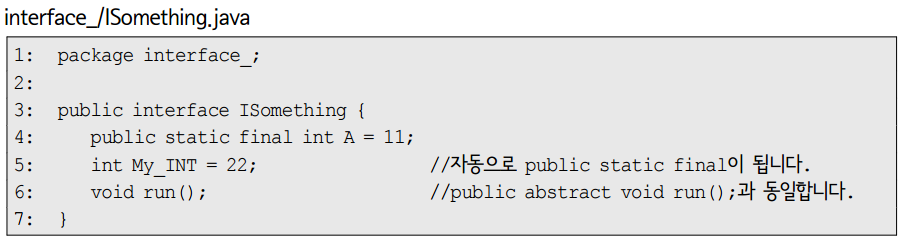 interface_/ISomething.java
1: package interface_;
2:
3: public interface ISomething {
4: public static final int A = 11;
5: int My_INT = 22; //자동으로 public static final이 됩니다.
6: void run(); //public abstract void run();과 동일합니다.
7: }